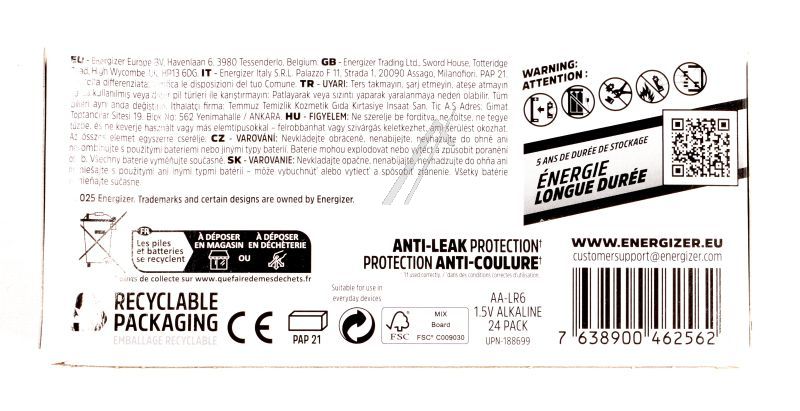 EU - Energizer Europe BV, Havenlaan 6, 3980 Tessenderlo, Belgium. GB - Energizer Trading Ltd., Sword House, Totteridge
Road, High Wycombe UK, HP13 6DG. IT - Energizer Italy S.R.L. Palazzo F 11, Strada 1, 20090 Assago, Milanofiori. PAP 21.
differenziata. le disposizioni del tuo Comune. TR - UYARI: Ters takmayın, şarj etmeyin, ateşe atmayın,
kullanılmış veya farklı pil türleri ile karıştırmayın: Patlayarak veya sızıntı yaparak yaralanmaya neden olabilir. Tüm
pilleri aynı anda değiştirin. İthalatçı firma: Temmuz Temizlik Kozmetik Gıda Kırtasiye İnşaat San. Tic A.Ş Adres: Gimat
Toptancılar Sitesi 19. Blok No: 562 Yenimahalle / ANKARA. HU - FIGYELEM: Ne szerelje be fordítva, ne töltse, ne tegye
tűzbe, és ne keverje használt vagy más elemtípusokkal – felrobbanhat vagy szivárgás keletkezhet, sérülést okozhat.
Az összes elemet egyszerre cserélje. CZ - VAROVÁNÍ: Nevkládejte obráceně, nenabíjejte, nevhazujte do ohně ani
nekombinujte s použitými bateriemi nebo jinými typy baterií. Baterie mohou explodovat nebo vytéct a způsobit poranění
osob. Všechny baterie vyměňujte současně. SK - VAROVANIE: Nevkladajte opačne, nenabíjajte, nevhadzujte do ohňa ani
nemiešajte s použitými ani inými typmi batérií – môže vybuchnúť alebo vytiecť a spôsobiť zranenie. Všetky batérie
vymieňajte súčasne.
025 Energizer. Trademarks and certain designs are owned by Energizer.
WARNING:
ATTENTION :
5 ANS DE DURÉE DE STOCKAGE
ÉNERGIE
LONGUE DURÉE
FR
Les piles
et batteries
se recyclent
À DÉPOSER
EN MAGASIN
OU
À DÉPOSER
EN DÉCHÈTERIE
de collecte sur www.quefairedemesdechets.fr
ANTI-LEAK PROTECTION†
PROTECTION ANTI-COULURE†
†If used correctly. / †dans des conditions correctes d'utilisation.
WWW.ENERGIZER.EU
customersupport@energizer.com
RECYCLABLE
PACKAGING
EMBALLAGE RECYCLABLE
CE
PAP 21
Suitable for use in
everyday devices
FSC
MIX
Board
FSC® C009030
AA-LR6
1.5V ALKALINE
24 PACK
UPN-188699
7 638900 462562